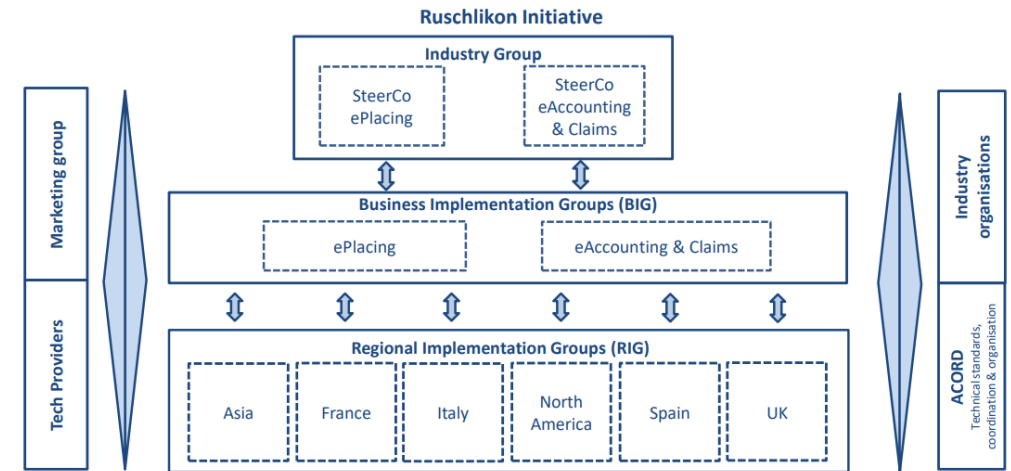 Ruschlikon Initiative
Industry Group
SteerCo
ePlacing
SteerCo
eAccounting
& Claims
Marketing group
Tech Providers
Industry
organisations
ACORD
Technical standards,
coordination & organisation
Business Implementation Groups (BIG)
ePlacing
eAccounting & Claims
Regional Implementation Groups (RIG)
Asia
France
Italy
North
America
Spain
UK